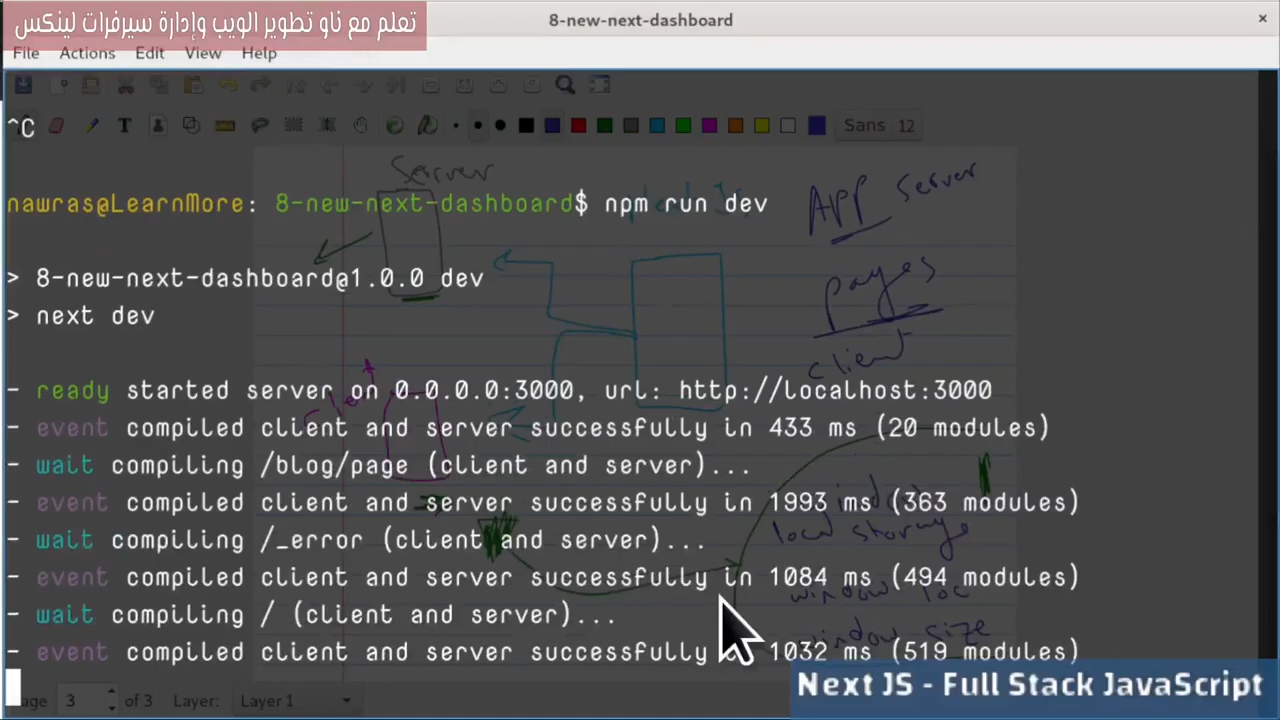 تعلم مع ناو تطوير الويب وإدارة سيرفرات لينكس
8-new-next-dashboard
×
File Actions Edit View Help
^C
T
Sans 12
Server
App server
nawras@LearnMore: 8-new-next-dashboard$ npm run dev
pages
> 8-new-next-dashboard@1.0.0 dev
> next dev
client
- ready started server on 0.0.0.0:3000, url: http://localhost:3000
- event compiled client and server successfully in 433 ms (20 modules)
- wait compiling /blog/page (client and server)...
- event compiled client and server successfully in 1993 ms (363 modules)
local storage
- wait compiling /_error (client and server)...
- event compiled client and server successfully in 1084 ms (494 modules)
window loc
- wait compiling / (client and server)...
window size
- event compiled client and server successfully in 1032 ms (519 modules)
3 of 3 Layer: Layer 1
Next JS - Full Stack JavaScript